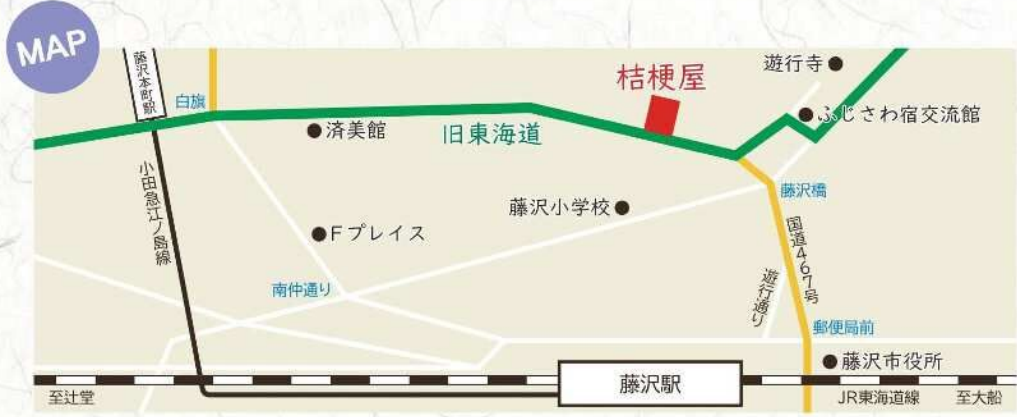 MAP
藤沢本町駅
白旗
済美館
旧東海道
桔梗屋
遊行寺
ふじさわ宿交流館
小田急江ノ島線
藤沢小学校
藤沢橋
Fプレイス
国道467号
南仲通り
遊行通り
郵便局前
藤沢市役所
藤沢駅
至辻堂
JR東海道線
至大船